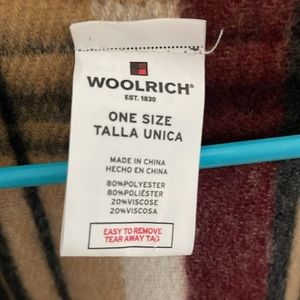 WOOLRICH®
EST. 1830
ONE SIZE
TALLA UNICA
MADE IN CHINA
HECHO EN CHINA
80%POLYESTER
80%POLIÉSTER
20%VISCOSE
20%VISCOSA
EASY TO REMOVE
TEAR AWAY TAG